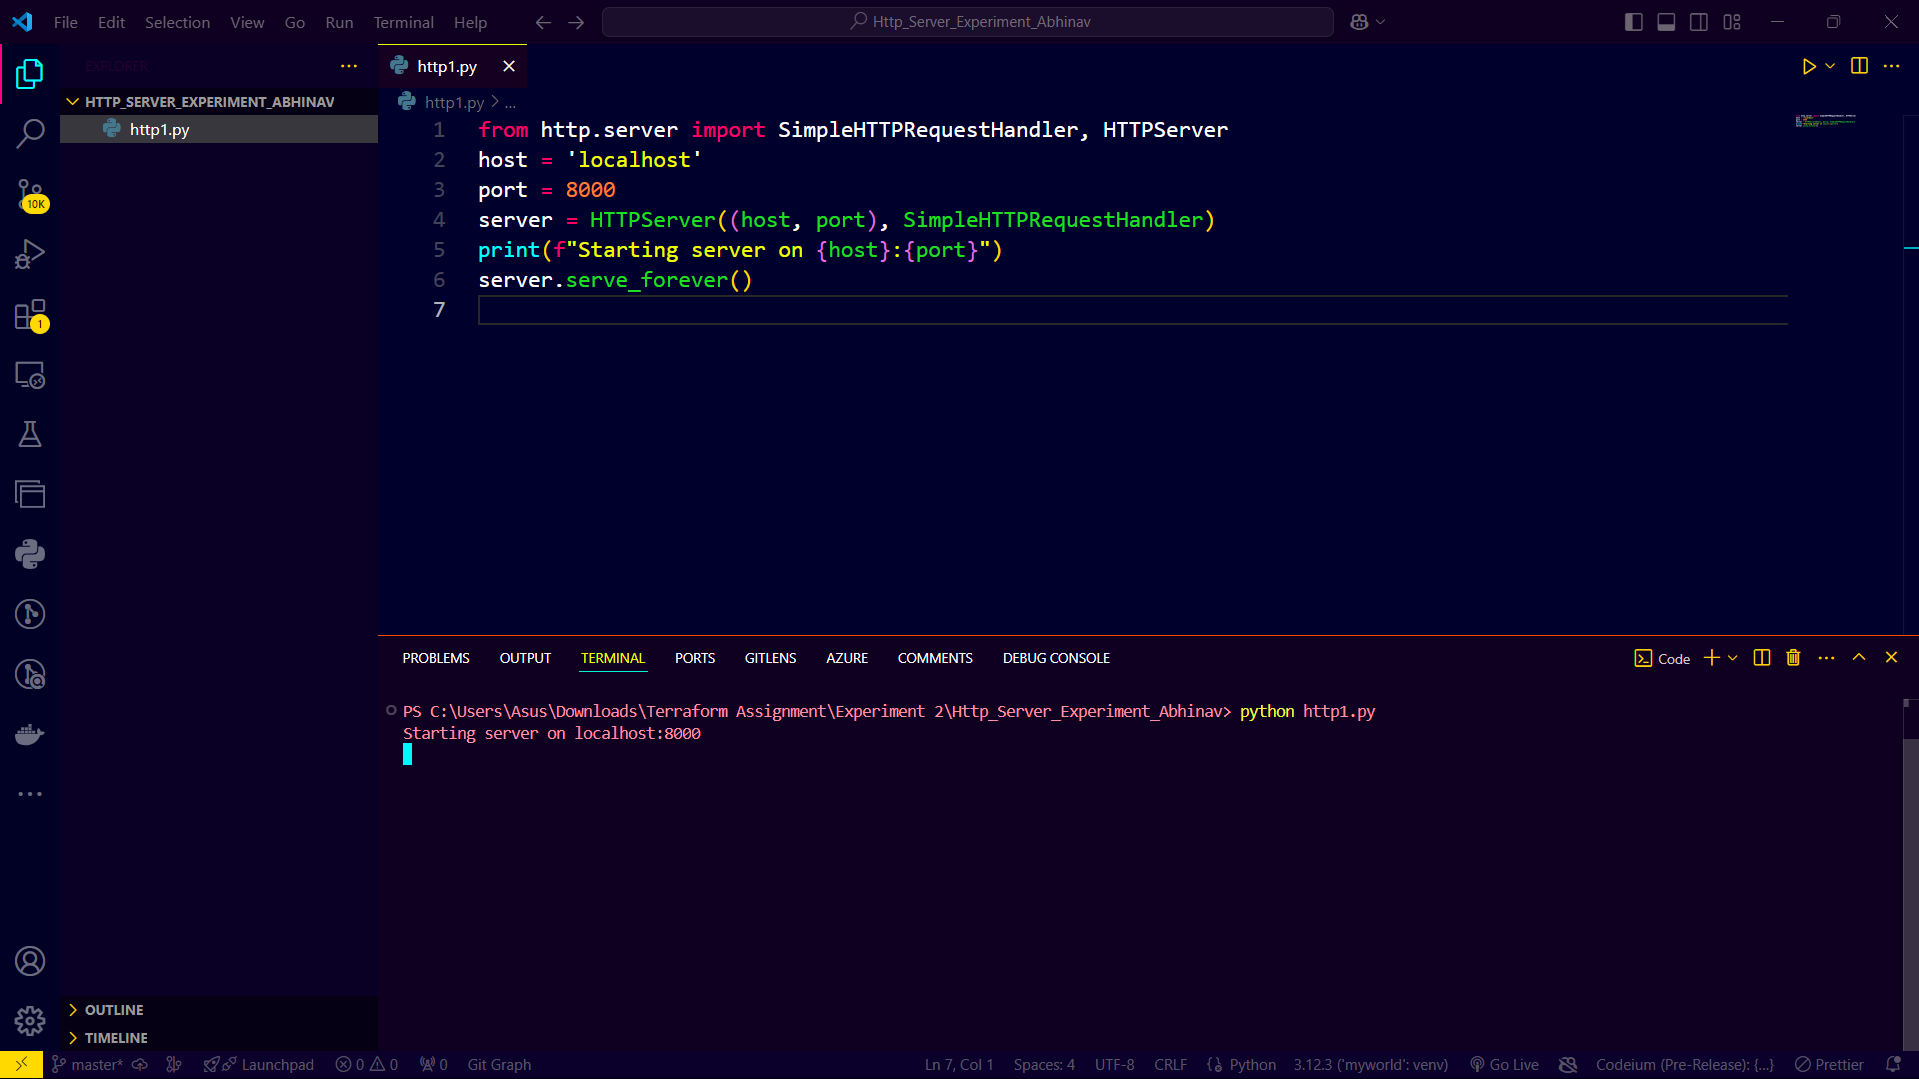 File Edit Selection View Go Run Terminal Help
Http_Server_Experiment_Abhinav
EXPLORER
HTTP_SERVER_EXPERIMENT_ABHINAV
http1.py
10K
1
OUTLINE
TIMELINE
http1.py
http1.py > ...
1 from http.server import SimpleHTTPRequestHandler, HTTPServer
2 host = 'localhost'
3 port = 8000
4 server = HTTPServer((host, port), SimpleHTTPRequestHandler)
5 print(f"Starting server on {host}:{port}")
6 server.serve_forever()
7
PROBLEMS OUTPUT TERMINAL PORTS GITLENS AZURE COMMENTS DEBUG CONSOLE
Code
PS C:\Users\Asus\Downloads\Terraform Assignment\Experiment 2\Http_Server_Experiment_Abhinav> python http1.py
Starting server on localhost:8000
master* Launchpad 0 0 0 Git Graph Ln 7, Col 1 Spaces: 4 UTF-8 CRLF Python 3.12.3 ('myworld': venv) Go Live Codeium (Pre-Release): {...} Prettier